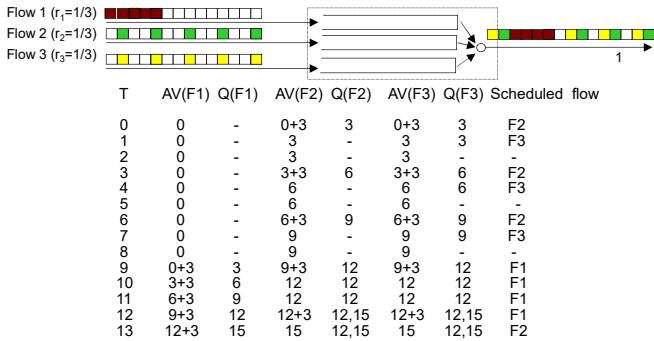 Flow 1 (r1=1/3)
Flow 2 (r2=1/3)
Flow 3 (r3=1/3)
1
T AV(F1) Q(F1) AV(F2) Q(F2) AV(F3) Q(F3) Scheduled flow
0 0 - 0+3 3 0+3 3 F2
1 0 - 3 - 3 3 F3
2 0 - 3 - 3 - -
3 0 - 3+3 6 3+3 6 F2
4 0 - 6 - 6 6 F3
5 0 - 6 - 6 - -
6 0 - 6+3 9 6+3 9 F2
7 0 - 9 - 9 9 F3
8 0 - 9 - 9 - -
9 0+3 3 9+3 12 9+3 12 F1
10 3+3 6 12 12 12 12 F1
11 6+3 9 12 12 12 12 F1
12 9+3 12 12+3 12,15 12+3 12,15 F1
13 12+3 15 15 12,15 15 12,15 F2